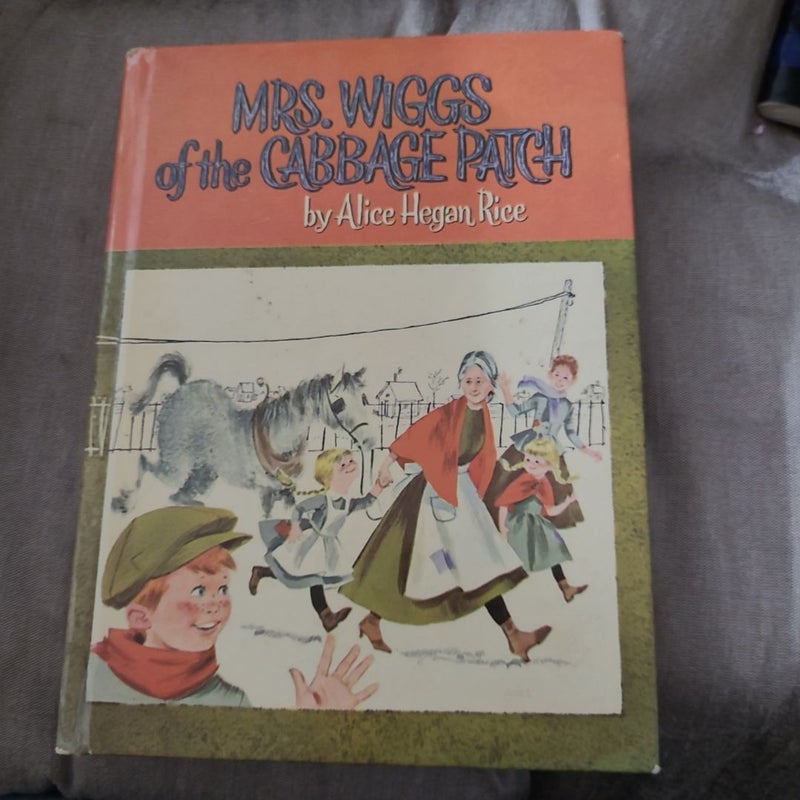 MRS. WIGGS
of the CABBAGE PATCH
by Alice Hegan Rice